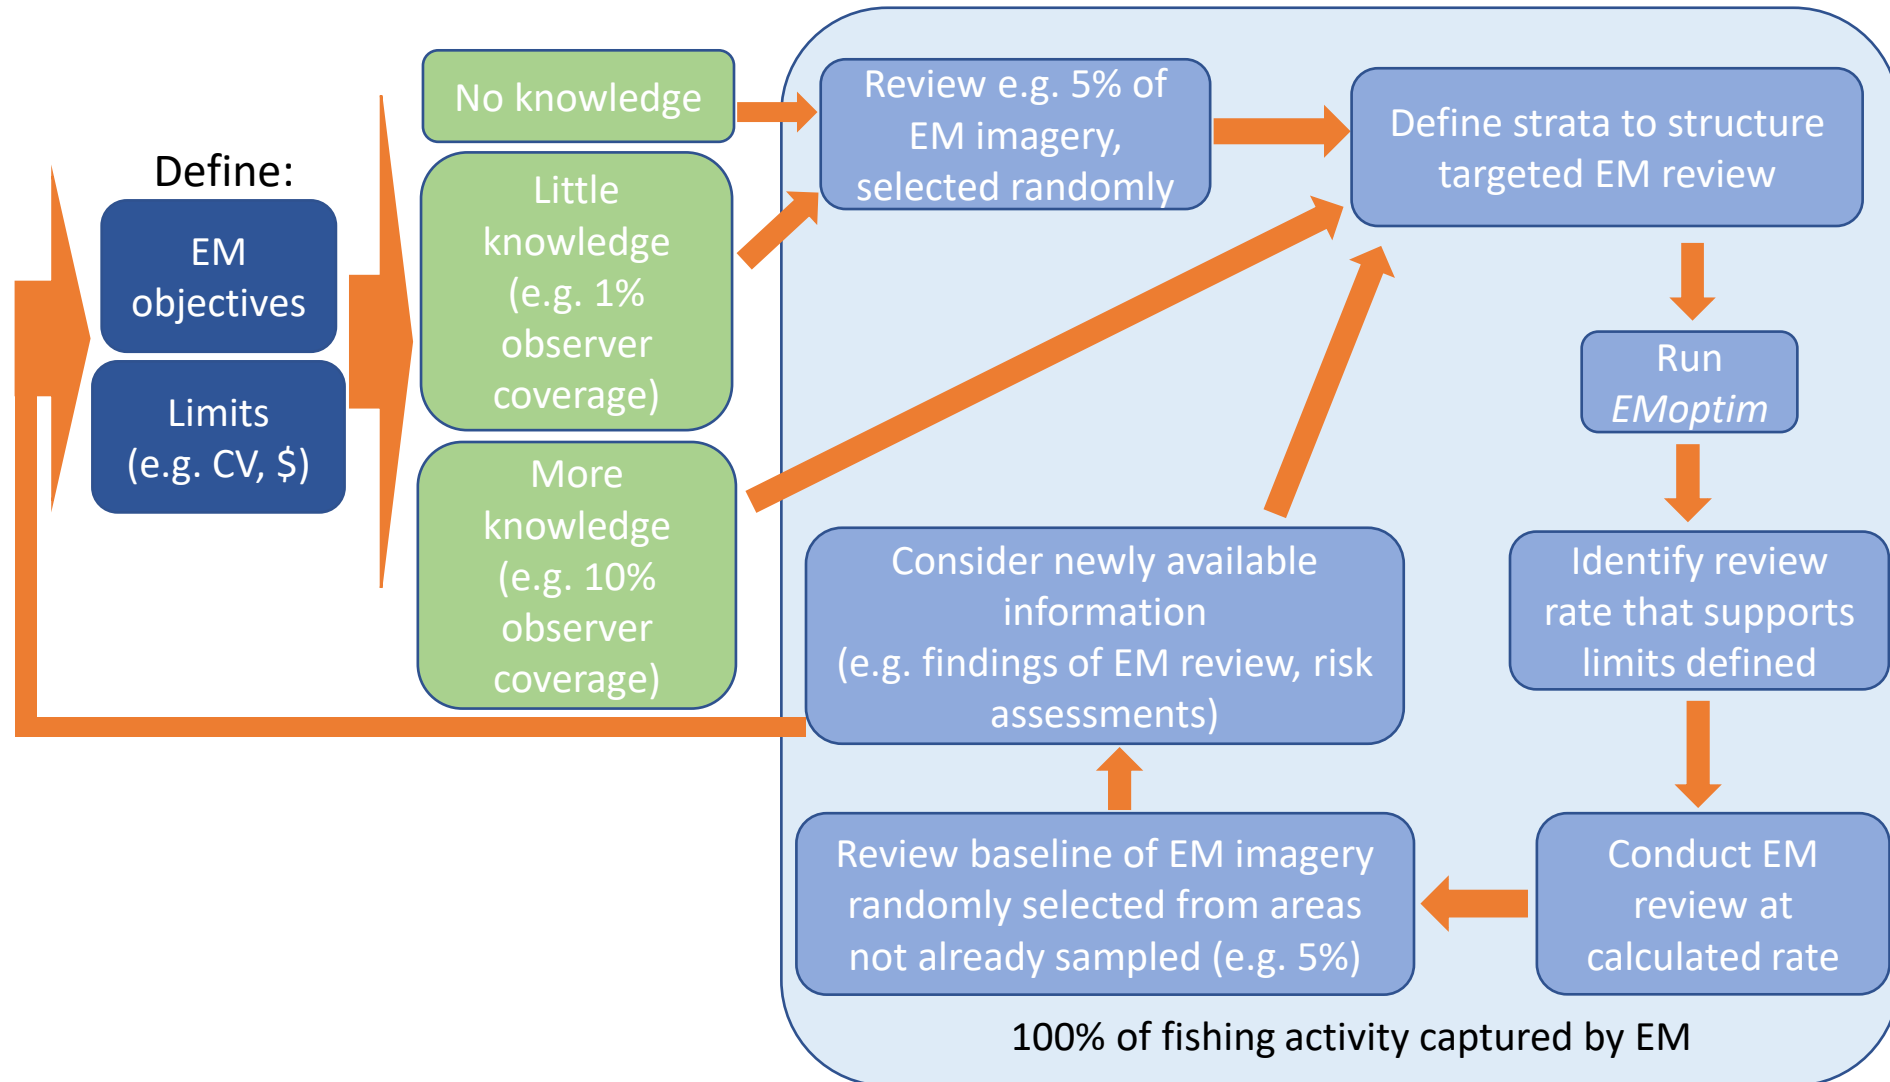 Define:
EM
objectives
Limits
(e.g. CV, $)
No knowledge
Little
knowledge
(e.g. 1%
observer
coverage)
More
knowledge
(e.g. 10%
observer
coverage)
Review e.g. 5% of
EM imagery,
selected randomly
Define strata to structure
targeted EM review
Run
EMoptim
Identify review
rate that supports
limits defined
Conduct EM
review at
calculated rate
Review baseline of EM imagery
randomly selected from areas
not already sampled (e.g. 5%)
Consider newly available
information
(e.g. findings of EM review, risk
assessments)
100% of fishing activity captured by EM